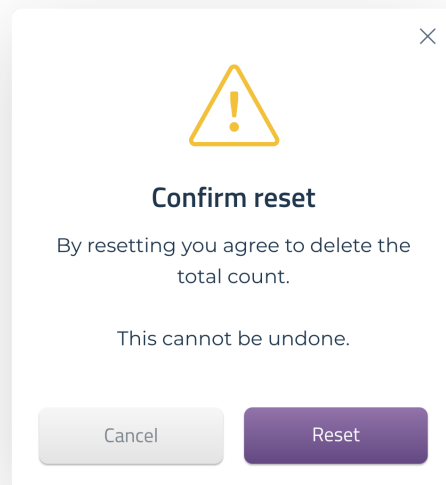 Confirm reset
By resetting you agree to delete the
total count.
This cannot be undone.
Cancel
Reset